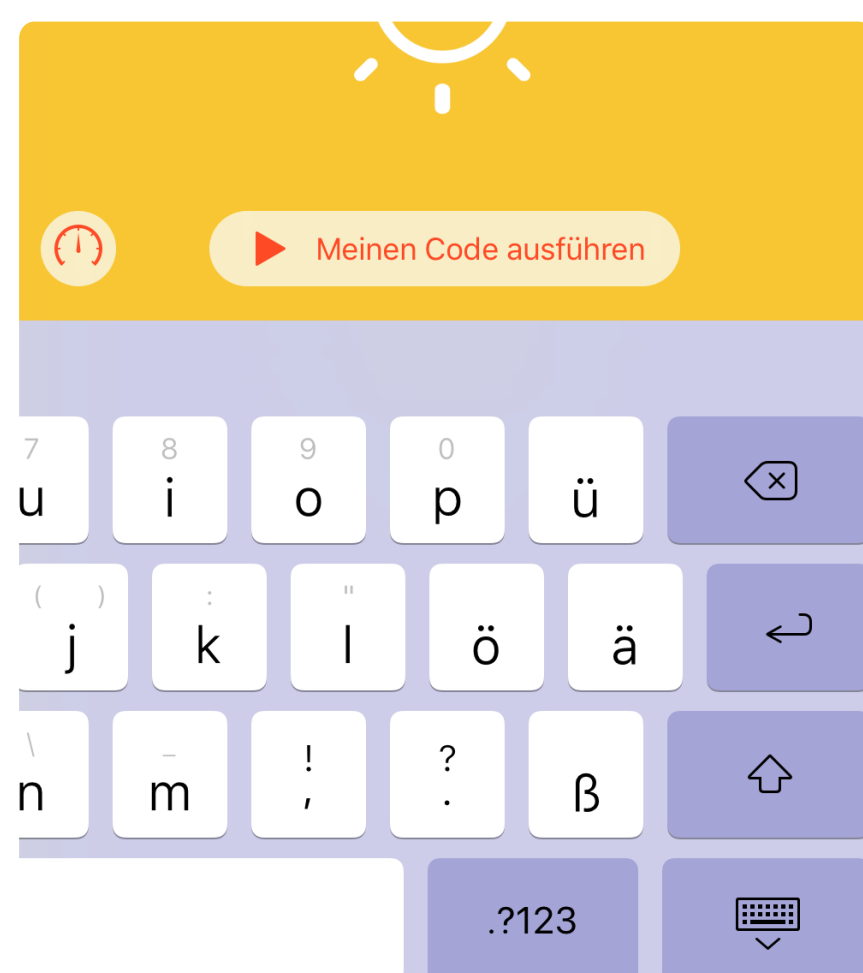 Meinen Code ausführen
7 8 9 0
u i o p ü
( ) : "
j k l ö ä
\ _ ! ?
n m , . ß
.?123